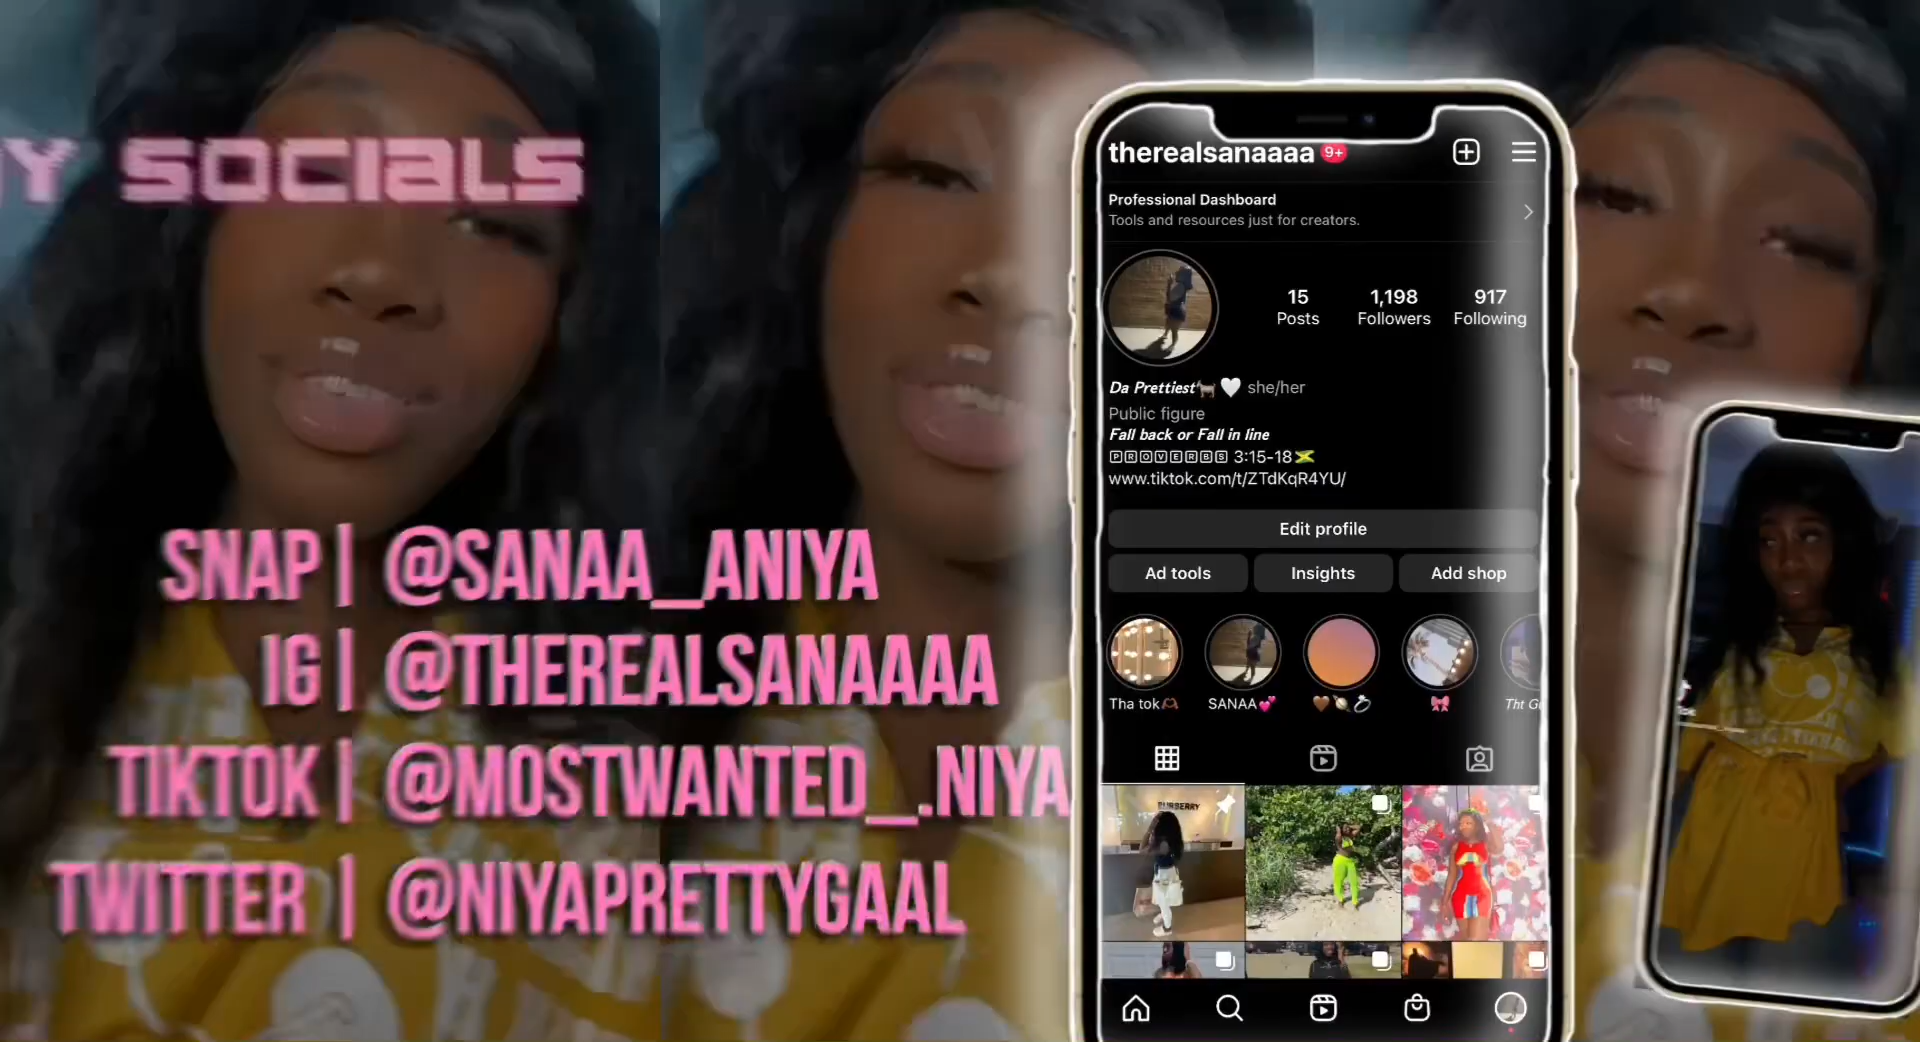 Y SOCIALS
SNAP | @SANAA_ANIYA
IG | @THEREALSANAAAA
TIKTOK | @MOSTWANTED_.NIYA
TWITTER | @NIYAPRETTYGAAL
therealsanaaaa 9+
Professional Dashboard
Tools and resources just for creators.
15 1,198 917
Posts Followers Following
Da Prettiest🐐🤍 she/her
Public figure
Fall back or Fall in line
🄿🅁🄾🅅🄴🅁🄱🅂 3:15-18🇯🇲
www.tiktok.com/t/ZTdKqR4YU/
Edit profile
Ad tools Insights Add shop
Tha tok🫶🏾 SANAA💕 🤎🪐💍 🎀 Tht G
BURBERRY